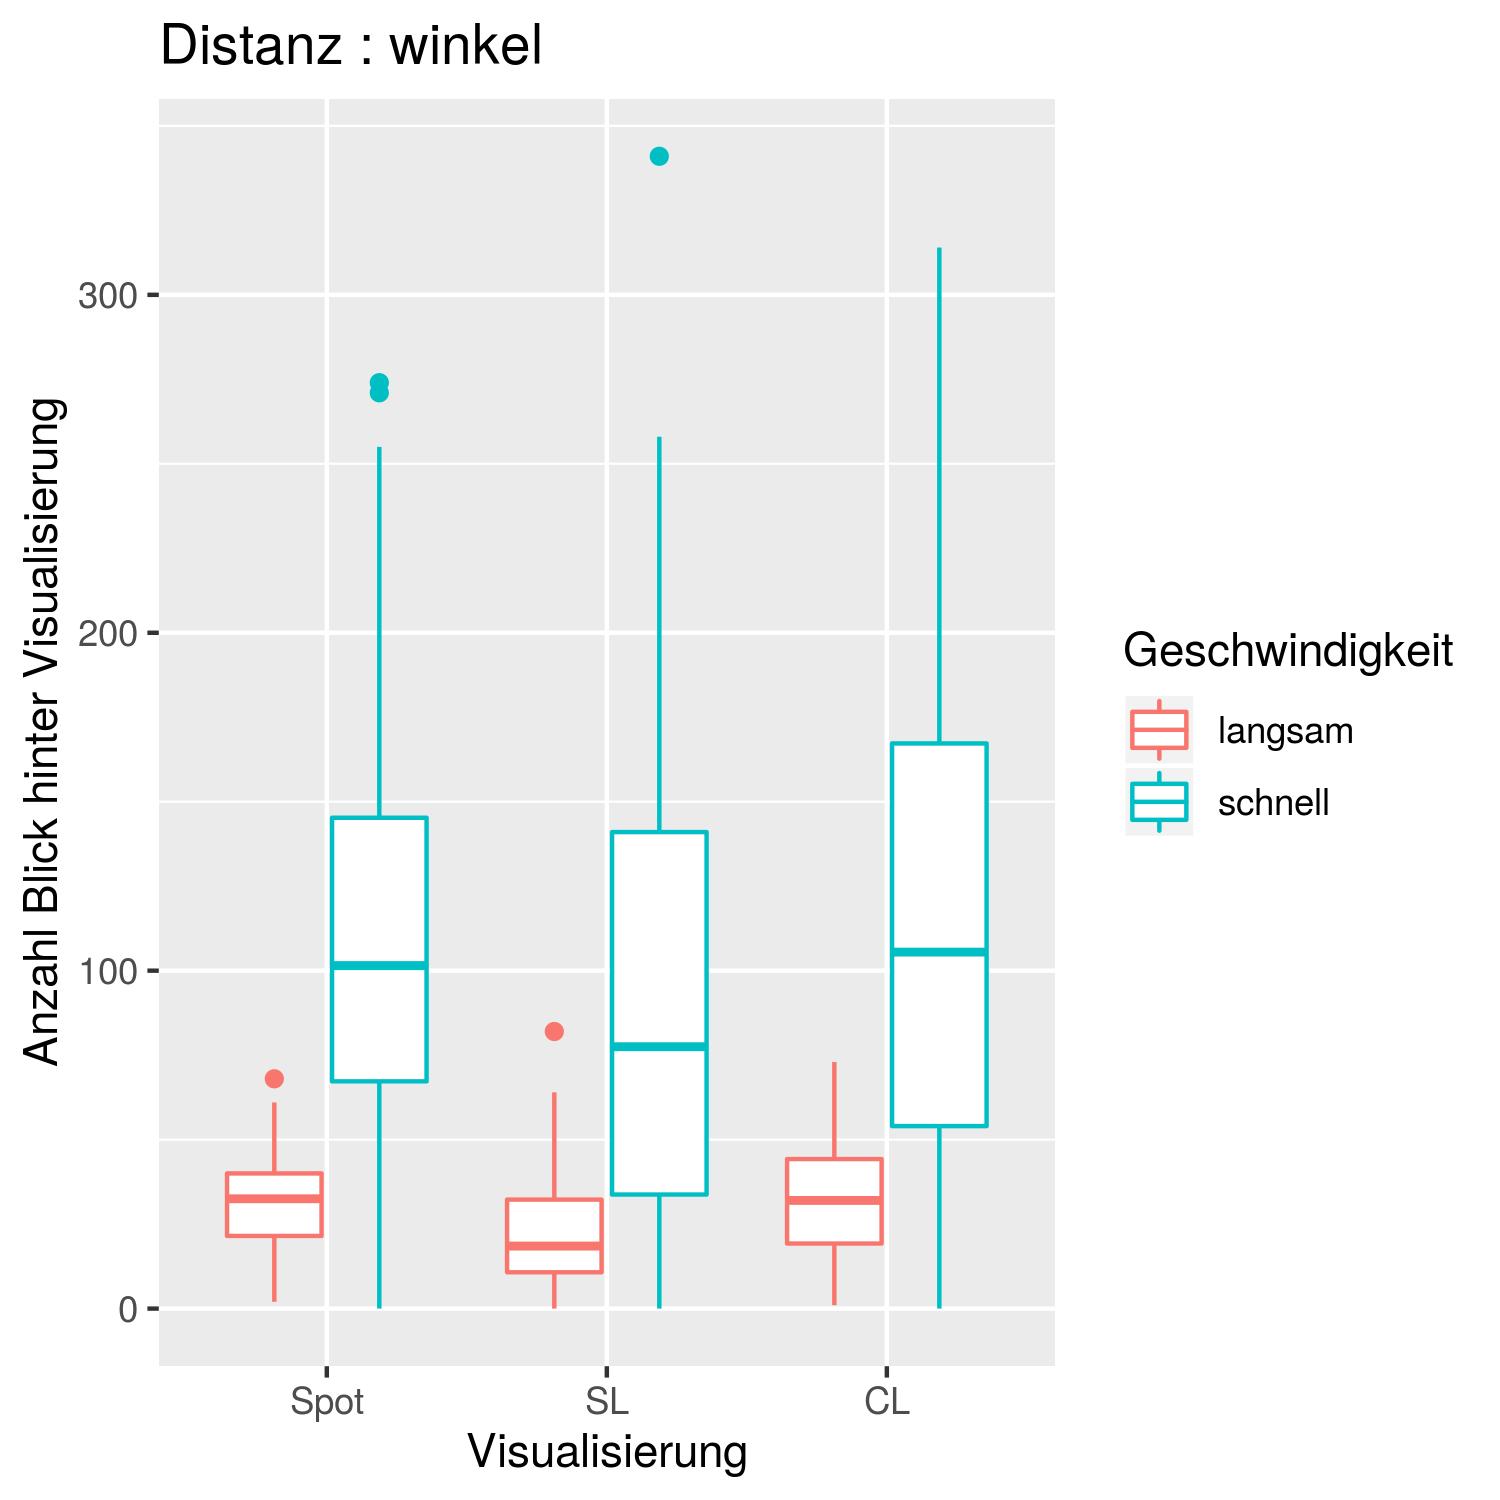 Distanz : winkel
Anzahl Blick hinter Visualisierung
300
200
100
0
Spot SL CL
Visualisierung
Geschwindigkeit
langsam
schnell